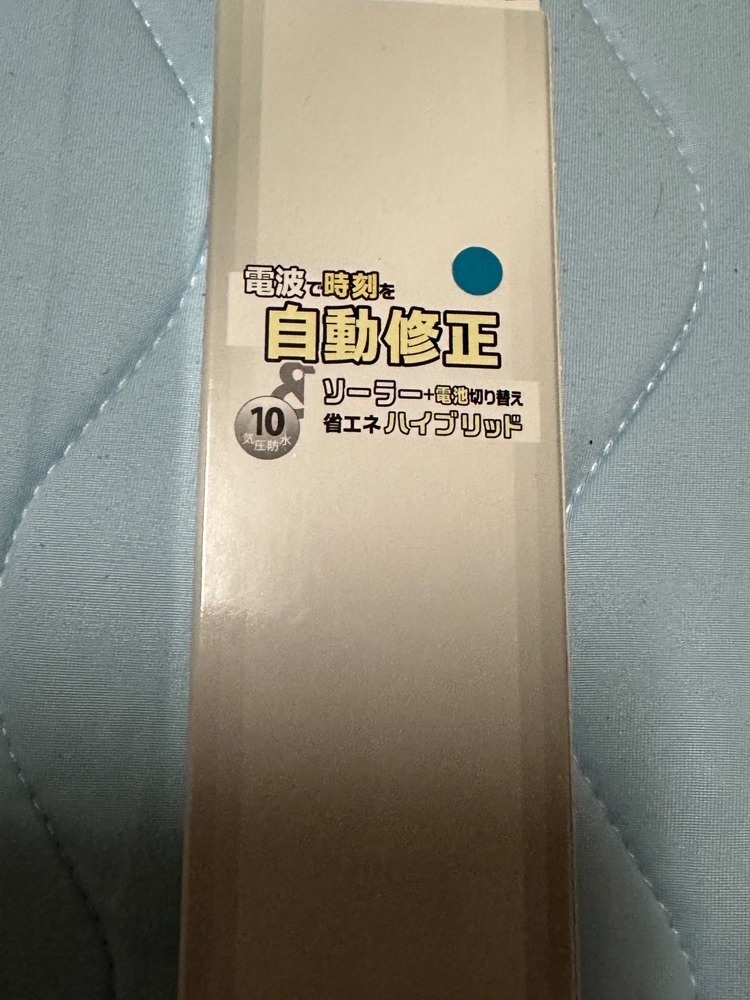 電波で時刻を
自動修正
ソーラー+電池切り替え
省エネハイブリッド
10
気圧防水